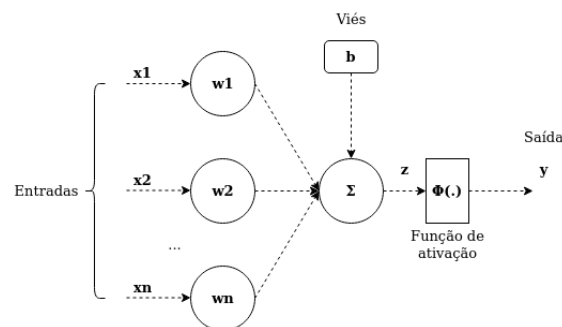 Viés
b
x1
w1
Saída
Entradas
x2
w2
Σ
z
Φ(.)
y
Função de
ativação
...
xn
wn